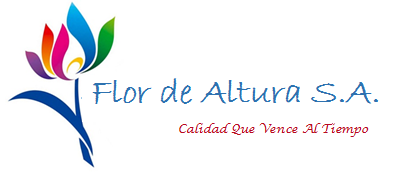 Flor de Altura S.A.
Calidad Que Vence Al Tiempo